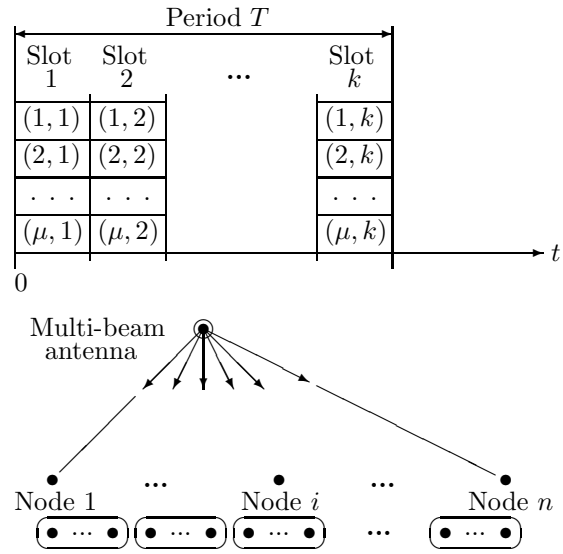 Period T
Slot Slot Slot
1 2 ... k
(1, 1) (1, 2) (1, k)
(2, 1) (2, 2) (2, k)
. . . . . . . . .
(μ, 1) (μ, 2) (μ, k)
t
0
Multi-beam
antenna
... ...
Node 1 Node i Node n
... ... ... ... ...